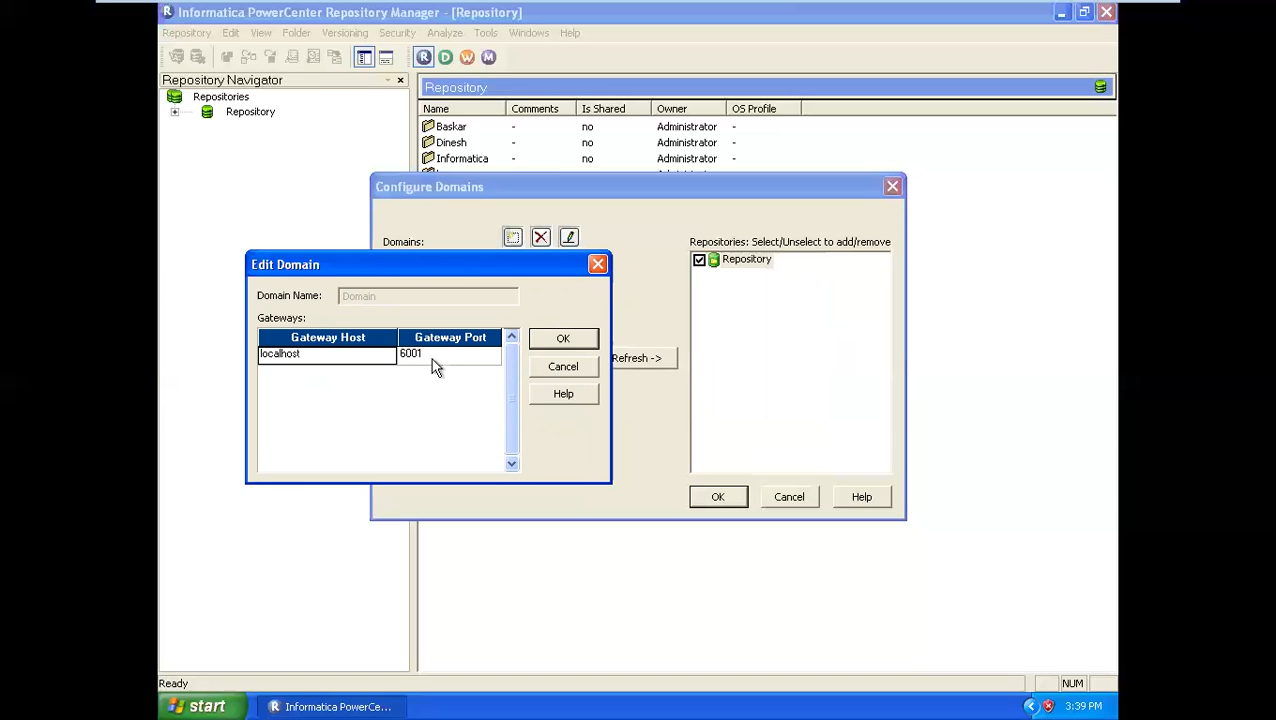 Informatica PowerCenter Repository Manager - [Repository]
Repository Edit View Folder Versioning Security Analyze Tools Windows Help
R D W M
Repository Navigator
Repositories
Repository
Repository
Name Comments Is Shared Owner OS Profile
Baskar - no Administrator -
Dinesh - no Administrator -
Informatica - no Administrator -
Configure Domains
Domains:
Repositories: Select/Unselect to add/remove
Repository
Edit Domain
Domain Name: Domain
Gateways:
Gateway Host Gateway Port
localhost 6001
OK
Cancel
Help
Refresh ->
OK Cancel Help
Ready NUM
start R Informatica PowerCe... 3:39 PM